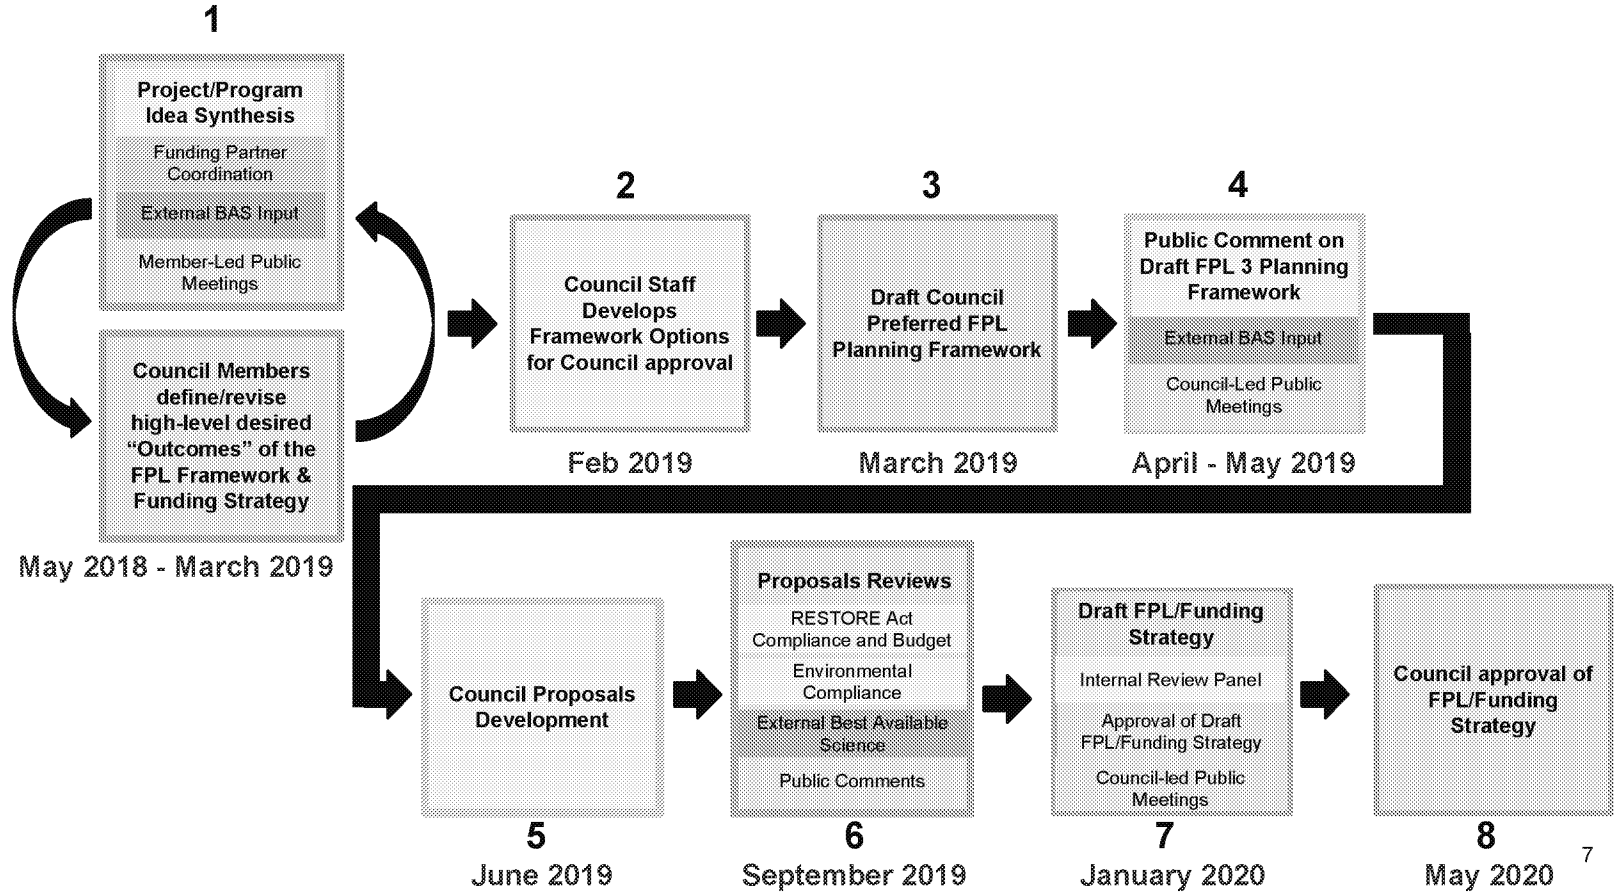 1
Project/Program
Idea Synthesis
Funding Partner
Coordination
External BAS Input
Member-Led Public
Meetings
Council Members
define/revise
high-level desired
“Outcomes” of the
FPL Framework &
Funding Strategy
May 2018 - March 2019
2
Council Staff
Develops
Framework Options
for Council approval
Feb 2019
3
Draft Council
Preferred FPL
Planning Framework
March 2019
4
Public Comment on
Draft FPL 3 Planning
Framework
External BAS Input
Council-Led Public
Meetings
April - May 2019
Council Proposals
Development
5
June 2019
Proposals Reviews
RESTORE Act
Compliance and Budget
Environmental
Compliance
External Best Available
Science
Public Comments
6
September 2019
Draft FPL/Funding
Strategy
Internal Review Panel
Approval of Draft
FPL/Funding Strategy
Council-led Public
Meetings
7
January 2020
Council approval of
FPL/Funding
Strategy
8
May 2020
7